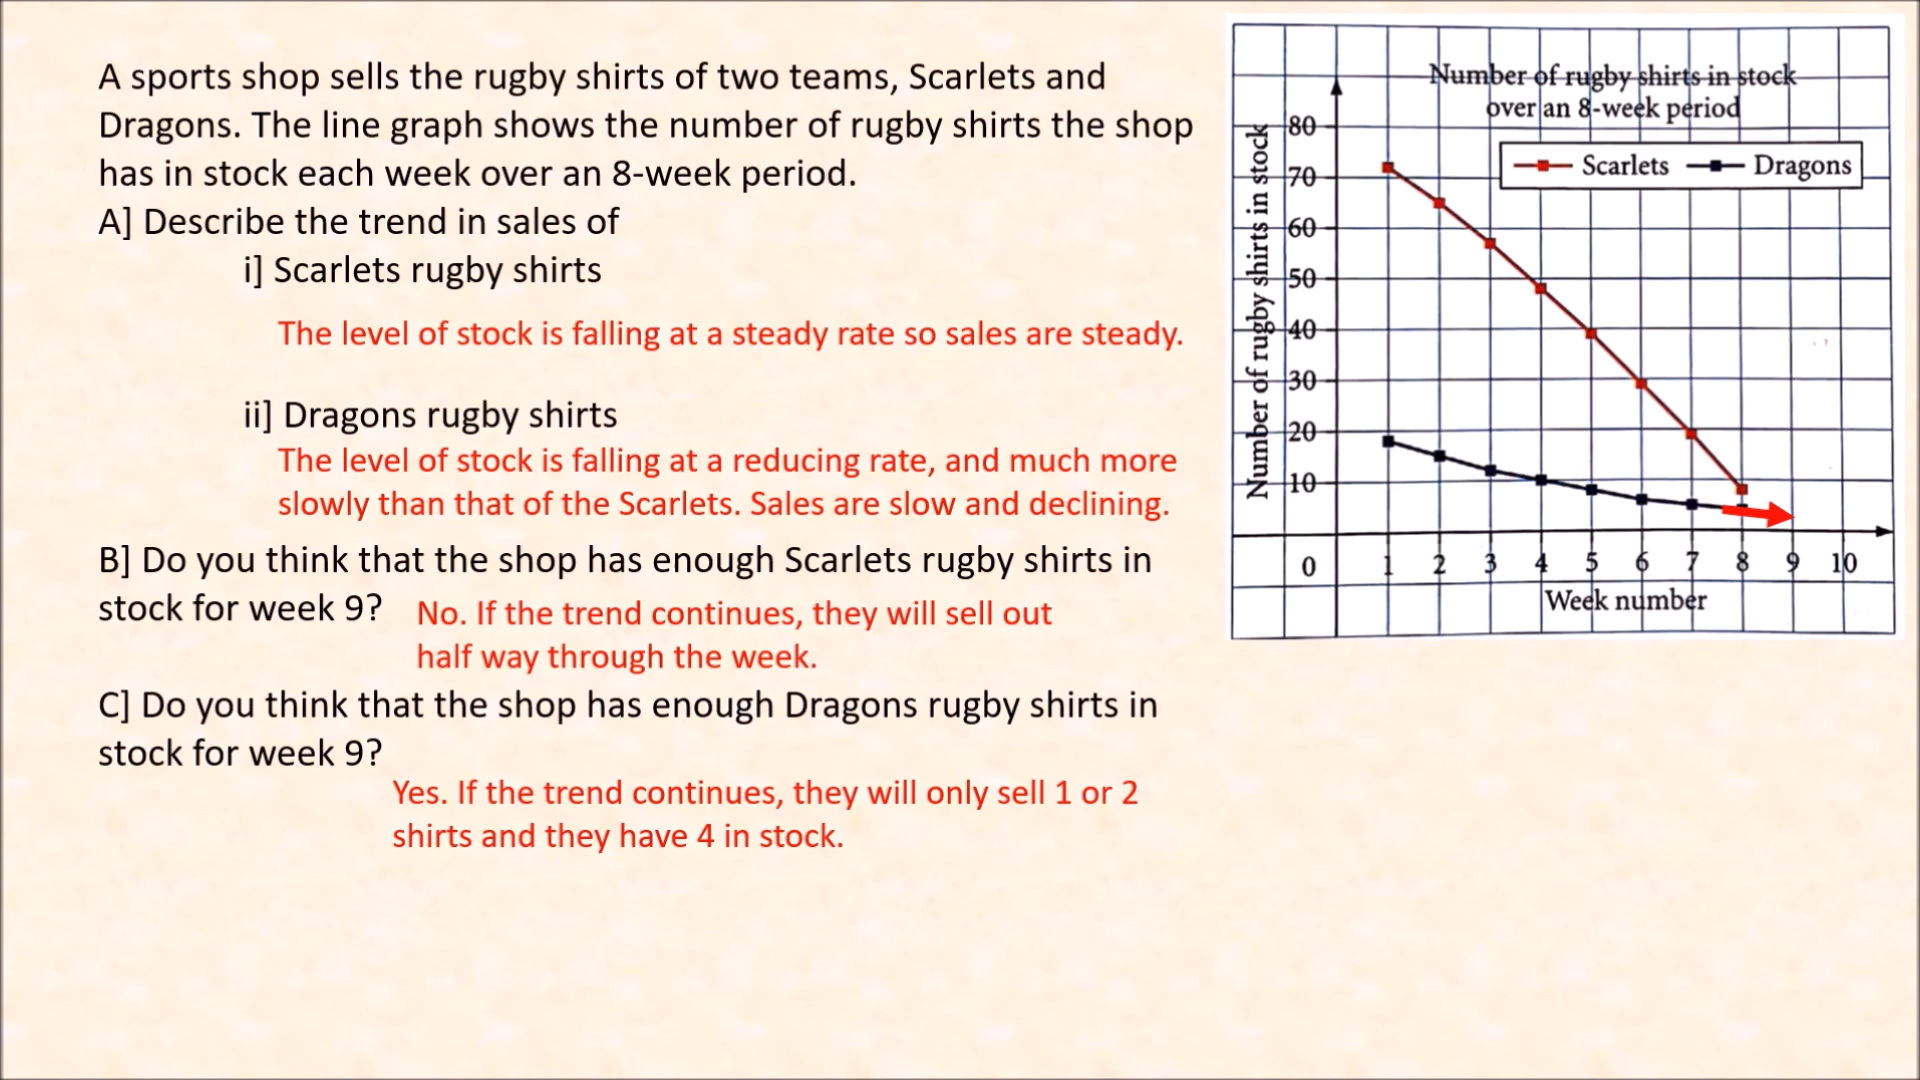 A sports shop sells the rugby shirts of two teams, Scarlets and
Dragons. The line graph shows the number of rugby shirts the shop
has in stock each week over an 8-week period.
A] Describe the trend in sales of
i] Scarlets rugby shirts
The level of stock is falling at a steady rate so sales are steady.
ii] Dragons rugby shirts
The level of stock is falling at a reducing rate, and much more
slowly than that of the Scarlets. Sales are slow and declining.
B] Do you think that the shop has enough Scarlets rugby shirts in
stock for week 9?
No. If the trend continues, they will sell out
half way through the week.
C] Do you think that the shop has enough Dragons rugby shirts in
stock for week 9?
Yes. If the trend continues, they will only sell 1 or 2
shirts and they have 4 in stock.
Number of rugby shirts in stock
over an 8-week period
Scarlets Dragons
Number of rugby shirts in stock
80
70
60
50
40
30
20
10
0 1 2 3 4 5 6 7 8 9 10
Week number